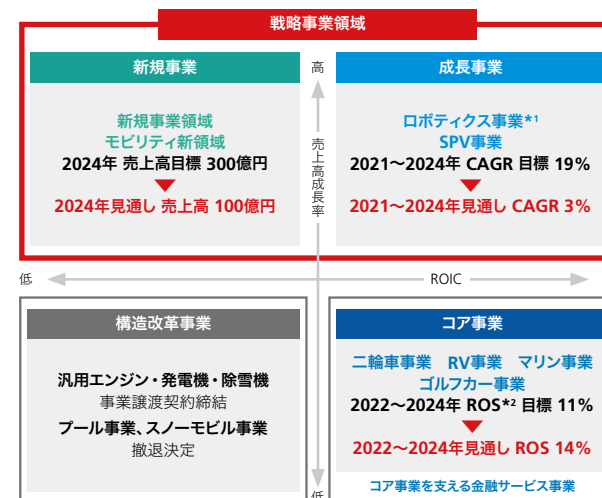 戦略事業領域
新規事業
新規事業領域
モビリティ新領域
2024年 売上高目標 300億円
2024年見通し 売上高 100億円
高
売上高成長率
成長事業
ロボティクス事業*1
SPV事業
2021〜2024年 CAGR 目標 19%
2021〜2024年見通し CAGR 3%
低
ROIC
構造改革事業
汎用エンジン・発電機・除雪機
事業譲渡契約締結
プール事業、スノーモビル事業
撤退決定
低
コア事業
二輪車事業 RV事業 マリン事業
ゴルフカー事業
2022〜2024年 ROS*2 目標 11%
2022〜2024年見通し ROS 14%
コア事業を支える金融サービス事業